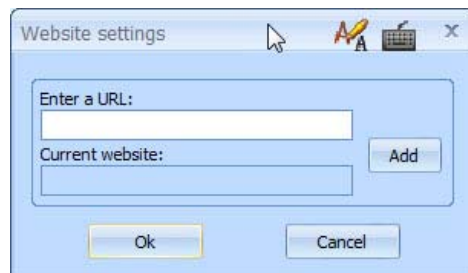 Website settings
Enter a URL:
Current website:
Add
Ok
Cancel